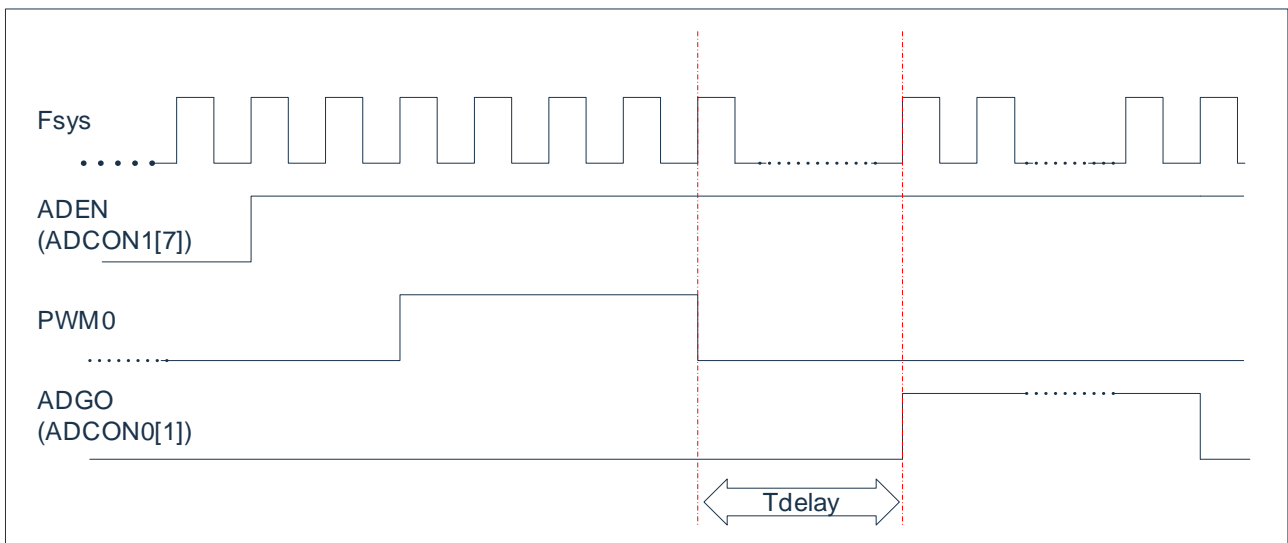 Fsys
ADEN
(ADCON1[7])
PWM0
ADGO
(ADCON0[1])
Tdelay